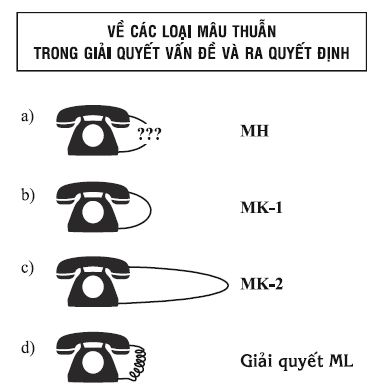 VỀ CÁC LOẠI MÂU THUẪN
TRONG GIẢI QUYẾT VẤN ĐỀ VÀ RA QUYẾT ĐỊNH
a) ??? MH
b) MK-1
c) MK-2
d) Giải quyết ML